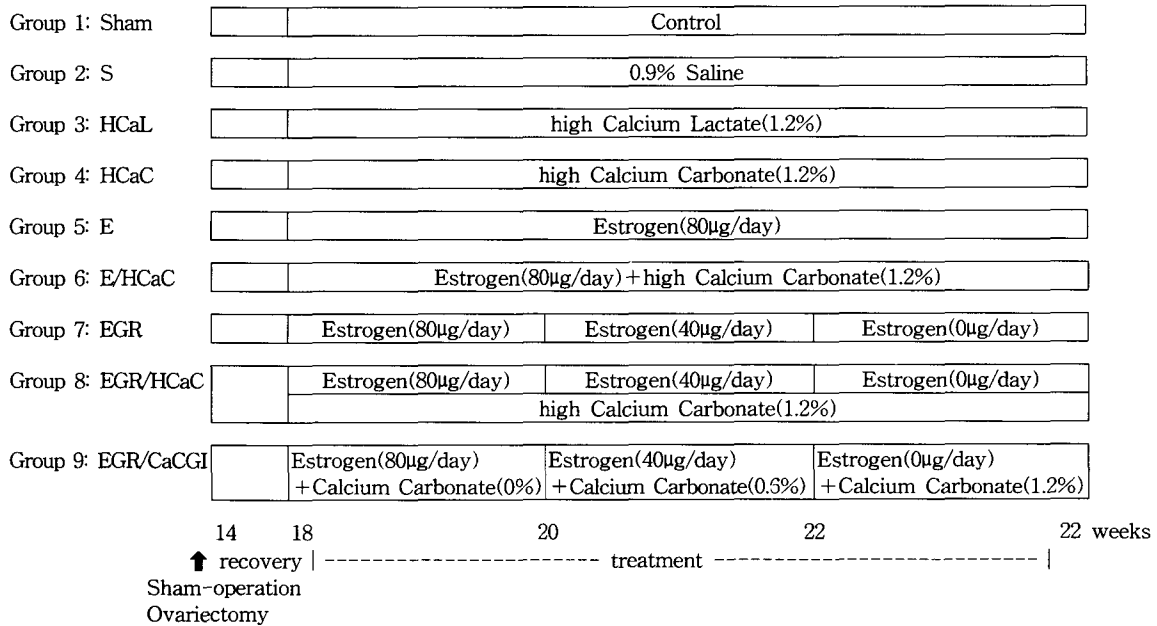 Group 1: Sham Control
Group 2: S 0.9% Saline
Group 3: HCaL high Calcium Lactate(1.2%)
Group 4: HCaC high Calcium Carbonate(1.2%)
Group 5: E Estrogen(80μg/day)
Group 6: E/HCaC Estrogen(80μg/day)+high Calcium Carbonate(1.2%)
Group 7: EGR Estrogen(80μg/day) Estrogen(40μg/day) Estrogen(0μg/day)
Group 8: EGR/HCaC Estrogen(80μg/day) Estrogen(40μg/day) Estrogen(0μg/day)
high Calcium Carbonate(1.2%)
Group 9: EGR/CaCGI Estrogen(80μg/day) Estrogen(40μg/day) Estrogen(0μg/day)
+Calcium Carbonate(0%) +Calcium Carbonate(0.6%) +Calcium Carbonate(1.2%)
14 18 20 22 22 weeks
recovery treatment
Sham-operation
Ovariectomy